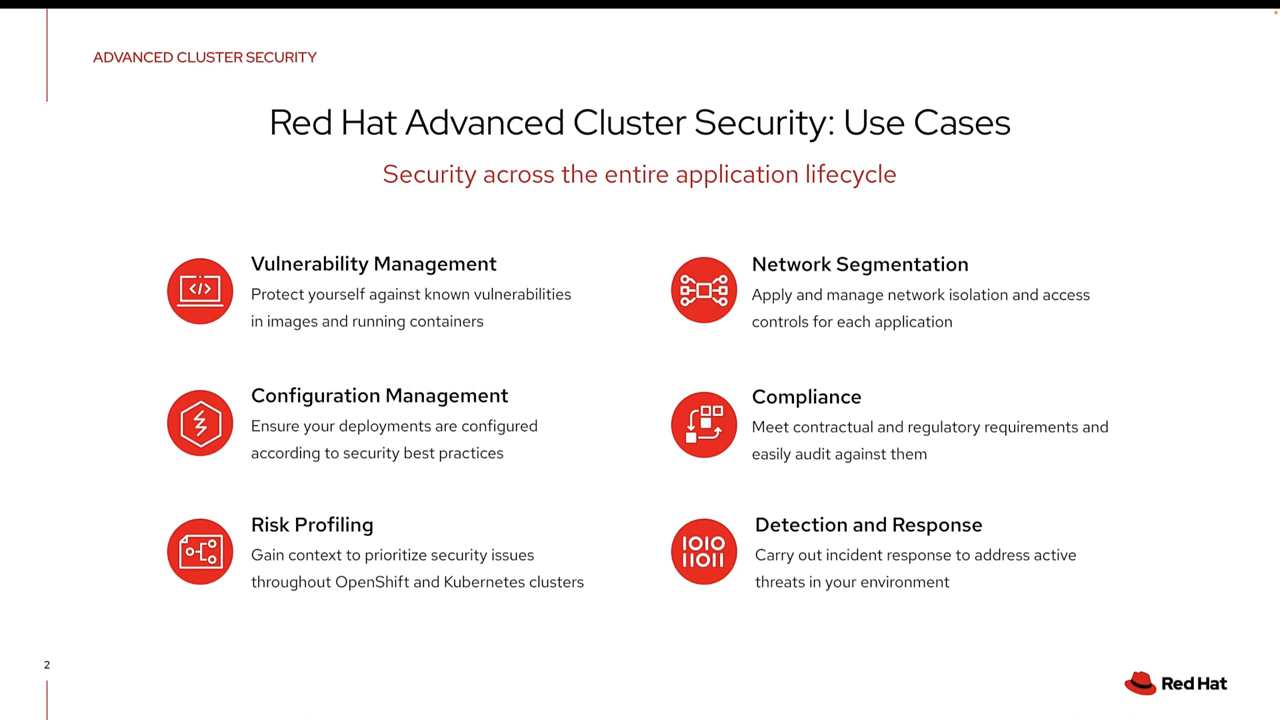 ADVANCED CLUSTER SECURITY
Red Hat Advanced Cluster Security: Use Cases
Security across the entire application lifecycle
Vulnerability Management
Protect yourself against known vulnerabilities
in images and running containers
Network Segmentation
Apply and manage network isolation and access
controls for each application
Configuration Management
Ensure your deployments are configured
according to security best practices
Compliance
Meet contractual and regulatory requirements and
easily audit against them
Risk Profiling
Gain context to prioritize security issues
throughout OpenShift and Kubernetes clusters
1010
11011
Detection and Response
Carry out incident response to address active
threats in your environment
2
Red Hat